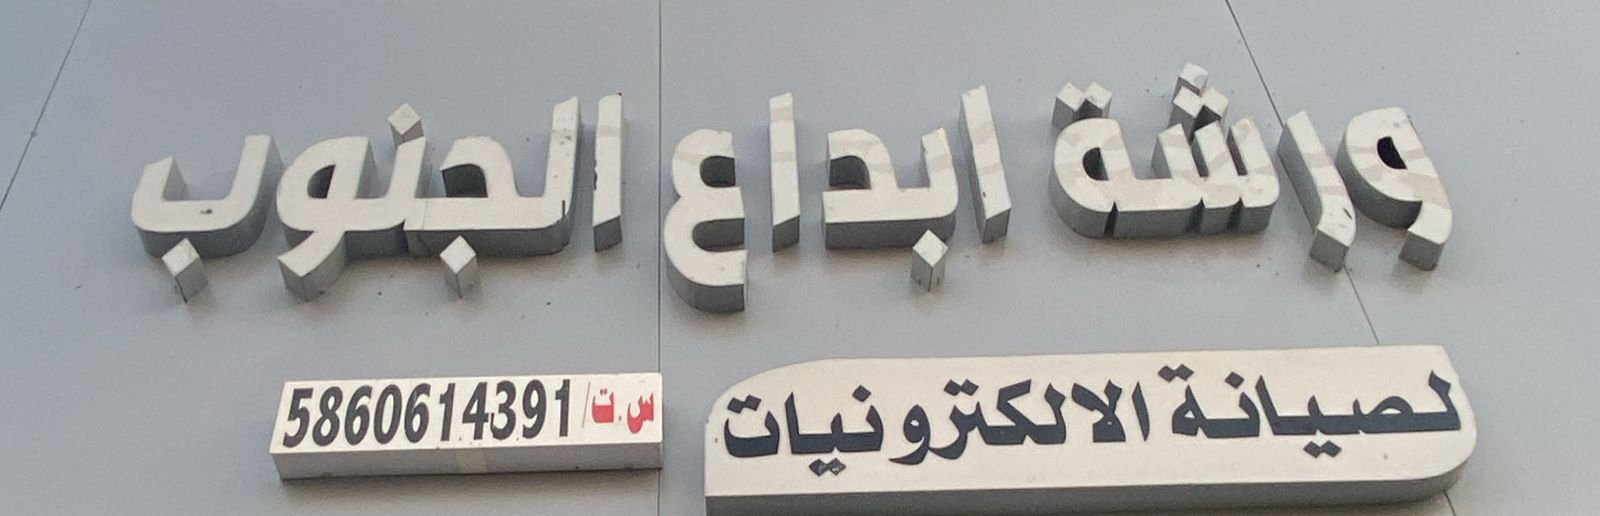 ورشة ابداع الجنوب
لصيانة الالكترونيات
س.ت/ 5860614391